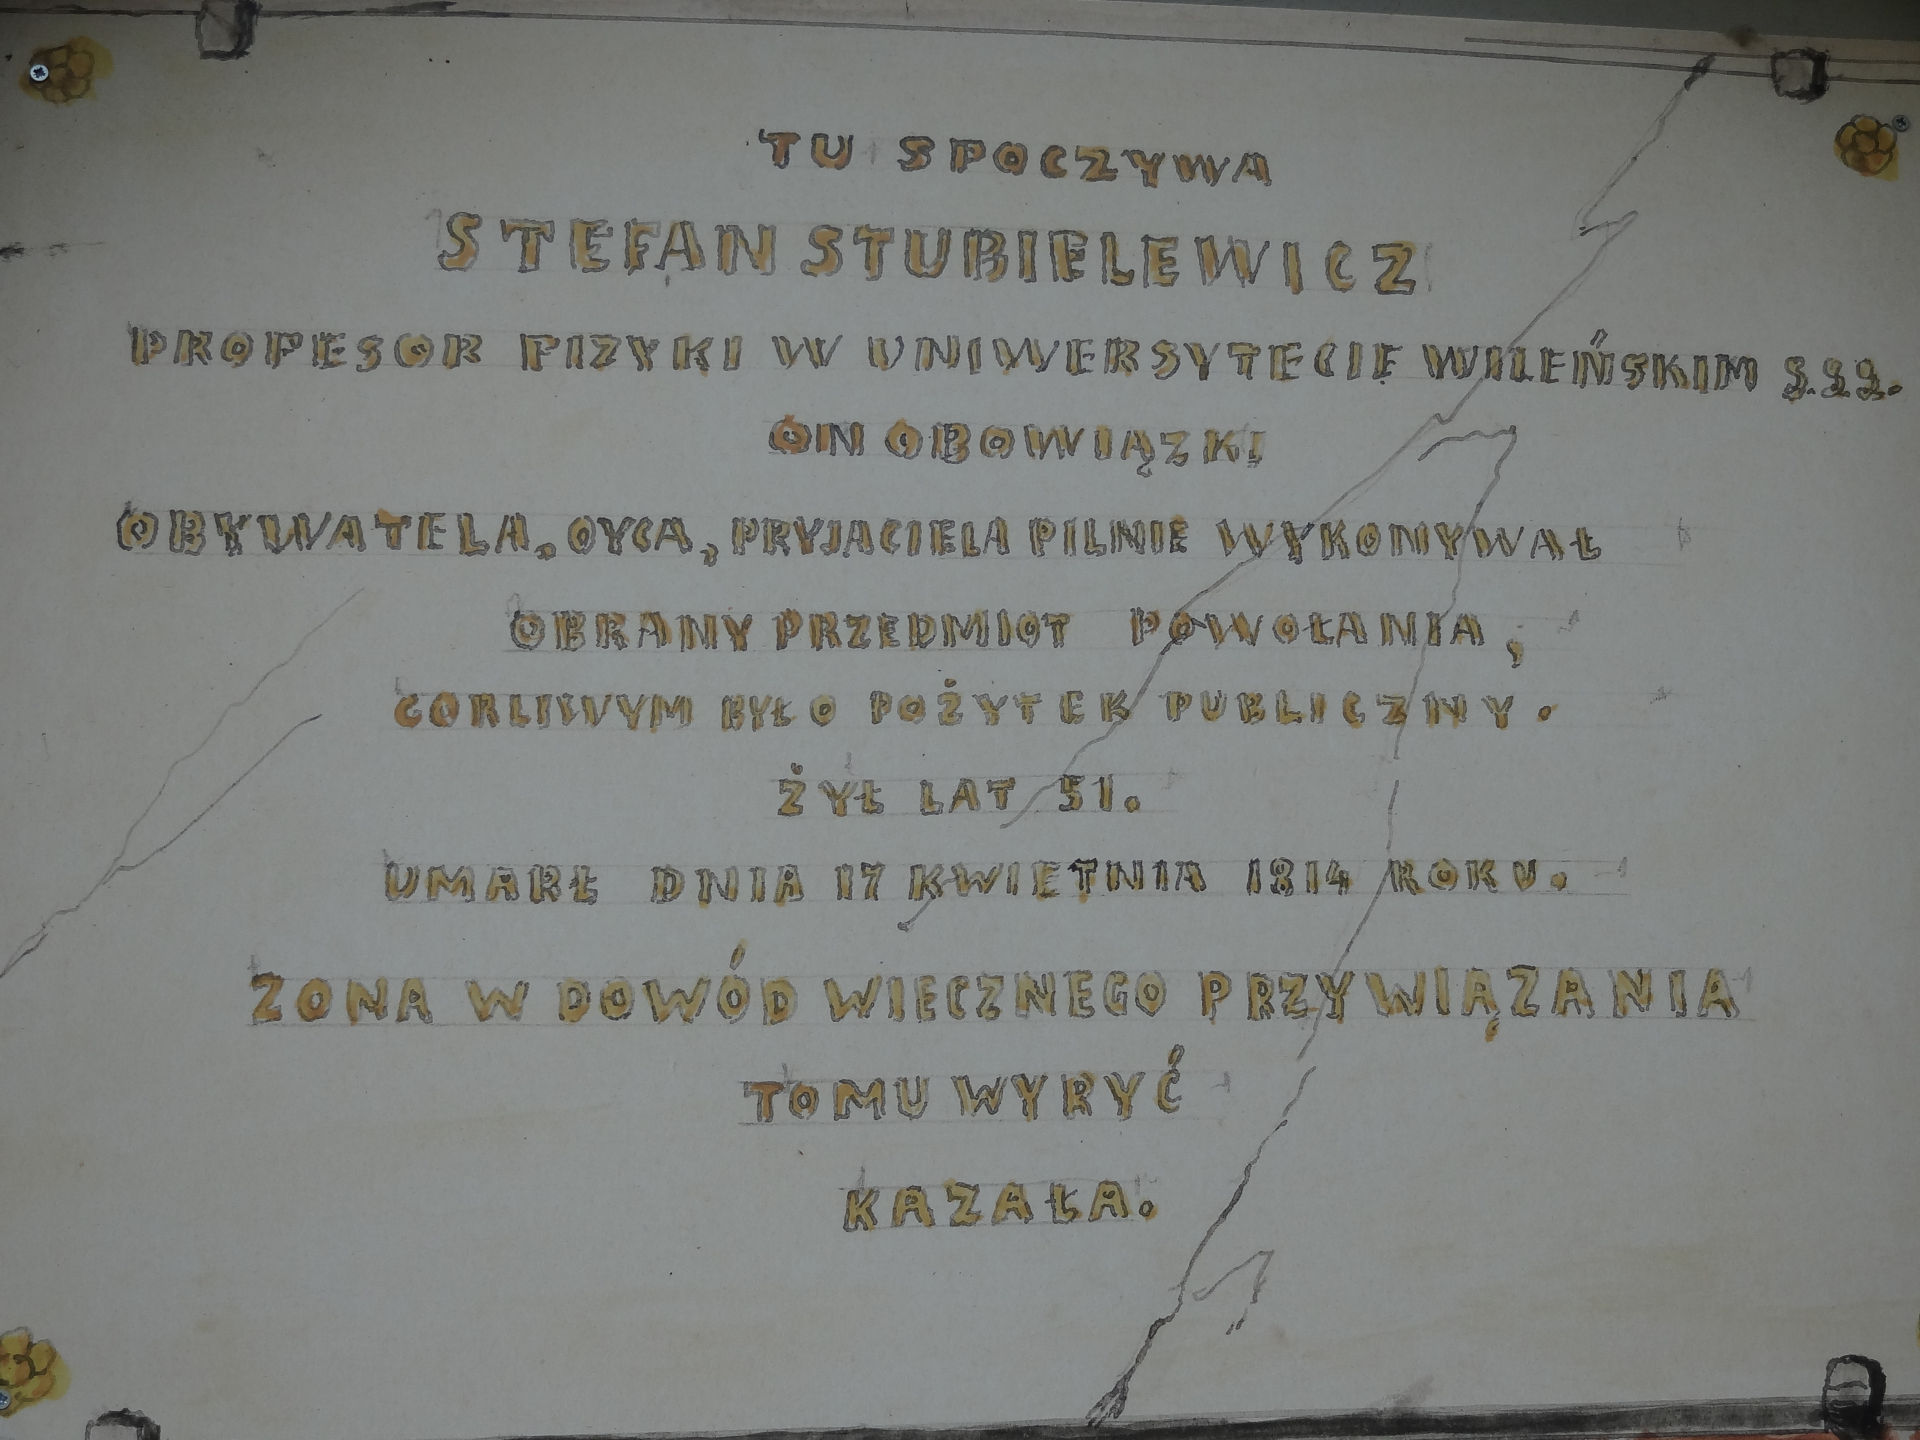 TU SPOCZYWA
STEFAN STUBIELEWICZ
PROFESOR FIZYKI W UNIWERSYTECIE WILEŃSKIM
ON OBOWIĄZKI
OBYWATELA, OYCA, PRYJACIELA PILNIE WYKONYWAŁ
OBRANY PRZEDMIOT POWOŁANIA,
GORLIWYM BYŁ O POŻYTEK PUBLICZNY.
ŻYŁ LAT 51.
UMARŁ DNIA 17 KWIETNIA 1814 ROKU.
ZONA W DOWÓD WIECZNEGO PRZYWIĄZANIA
TOMU WYRYĆ
KAZAŁA.